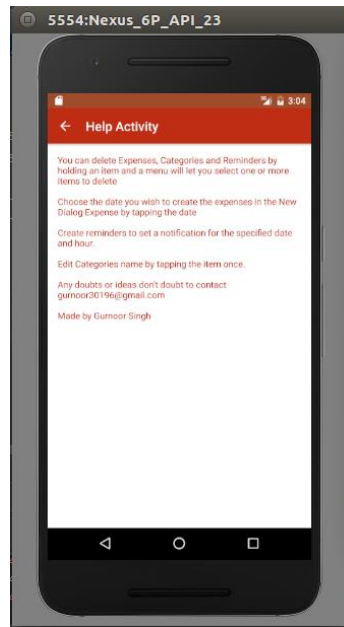 5554:Nexus_6P_API_23
3:04
Help Activity
You can delete Expenses, Categories and Reminders by
holding an item and a menu will let you select one or more
items to delete
Choose the date you wish to create the expenses in the New
Dialog Expense by tapping the date
Create reminders to set a notification for the specified date
and hour.
Edit Categories name by tapping the item once.
Any doubts or ideas don't doubt to contact
gurnoor30196@gmail.com
Made by Gurnoor Singh